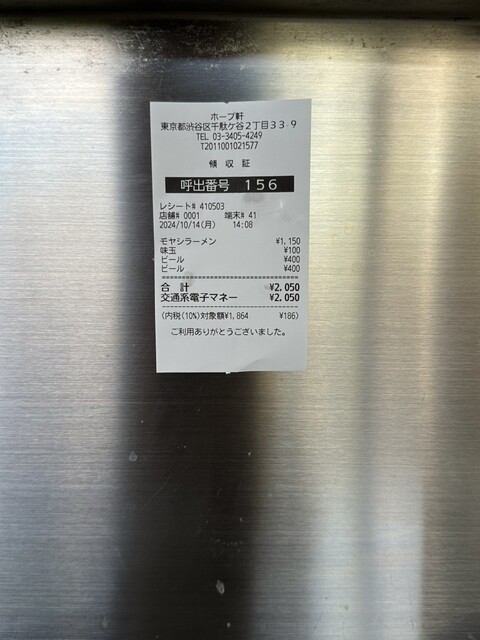 ホープ軒
東京都渋谷区千駄ケ谷2丁目33-9
TEL 03-3405-4249
T2011001021577
領 収 証
呼出番号 156
レシート# 410503
店舗# 0001 端末# 41
2024/10/14(月) 14:08
モヤシラーメン ¥1,150
味玉 ¥100
ビール ¥400
ビール ¥400
合 計 ¥2,050
交通系電子マネー ¥2,050
(内税(10%)対象額¥1,864 ¥186)
ご利用ありがとうございました。